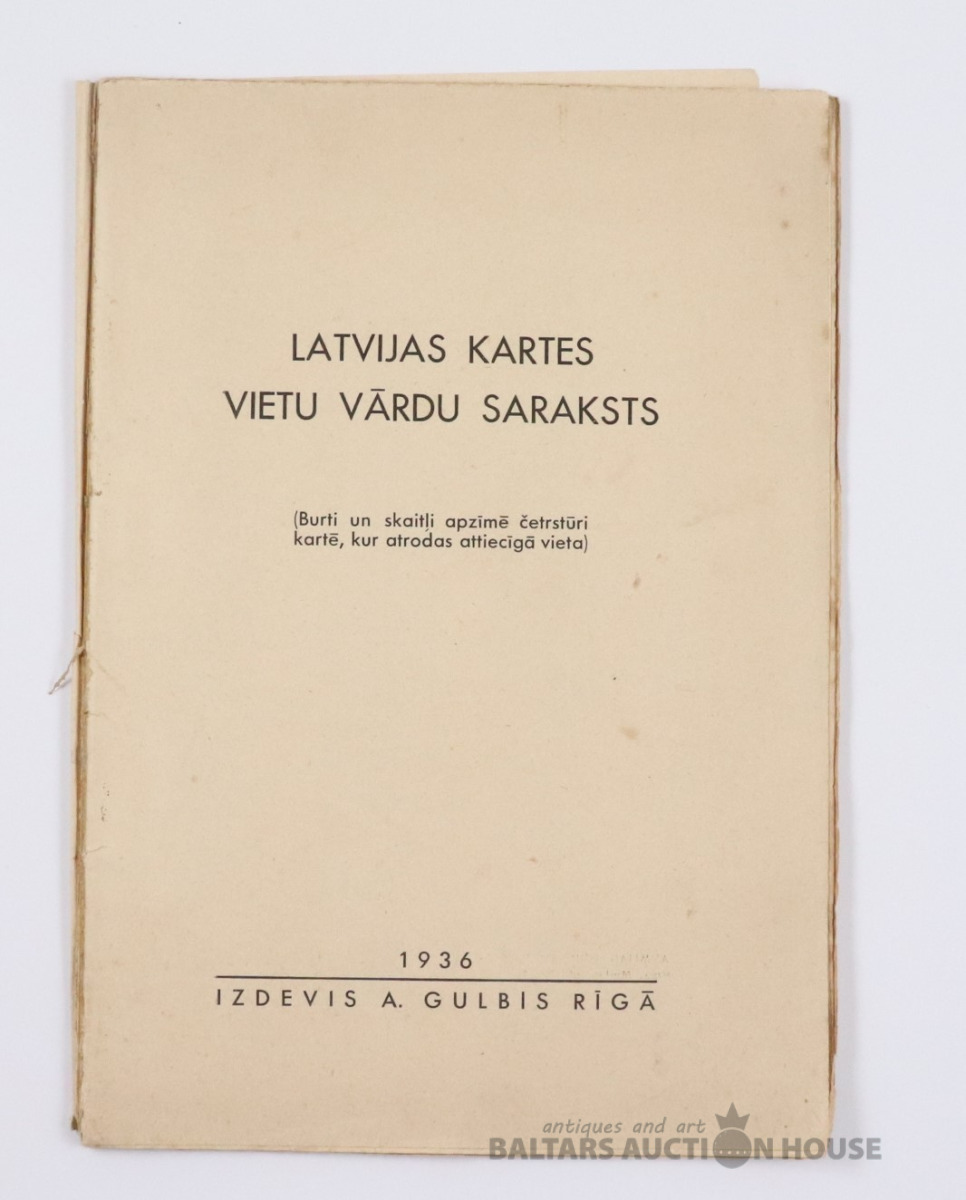 LATVIJAS KARTES
VIETU VĀRDU SARAKSTS
(Burti un skaitļi apzīmē četrstūri
kartē, kur atrodas attiecīgā vieta)
1936
IZDEVIS A. GULBIS RĪGĀ
antiques and art
BALTARS AUCTION HOUSE